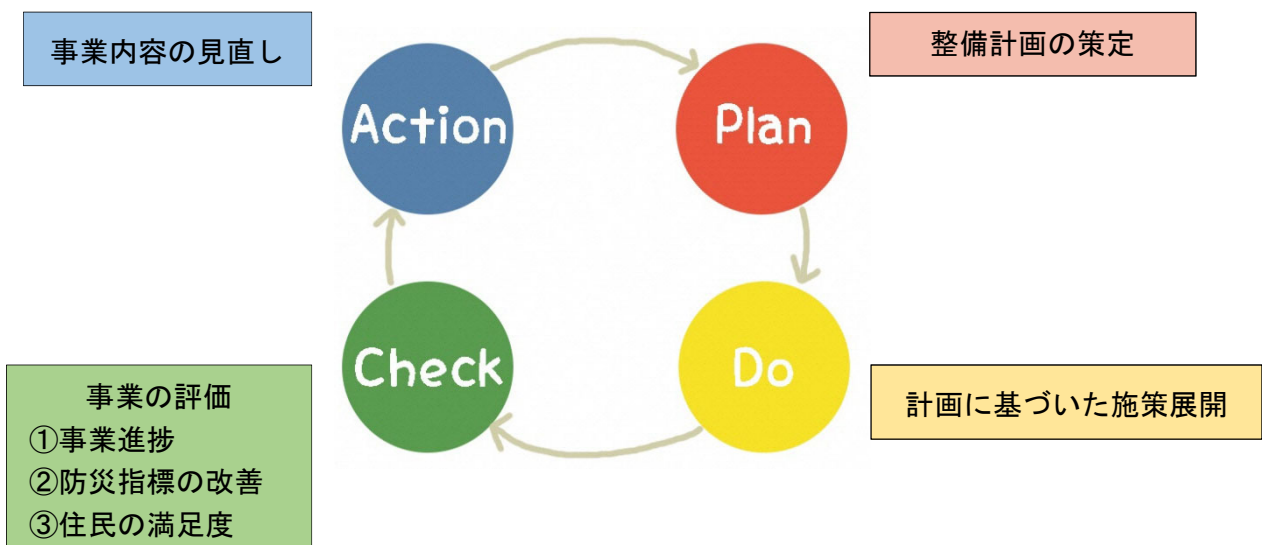 事業内容の見直し
Action
Plan
整備計画の策定
事業の評価
①事業進捗
②防災指標の改善
③住民の満足度
Check
Do
計画に基づいた施策展開